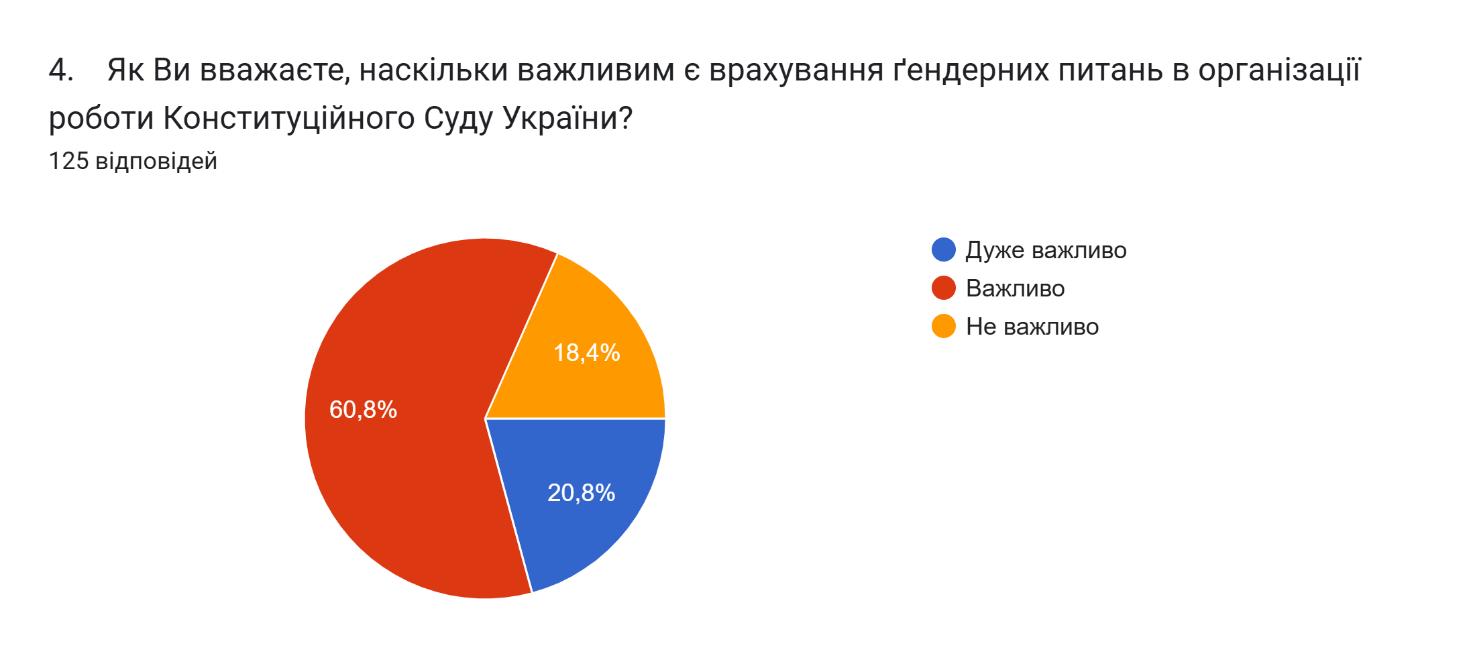 4. Як Ви вважаєте, наскільки важливим є врахування ґендерних питань в організації
роботи Конституційного Суду України?
125 відповідей
Дуже важливо
Важливо
Не важливо
18,4%
60,8%
20,8%